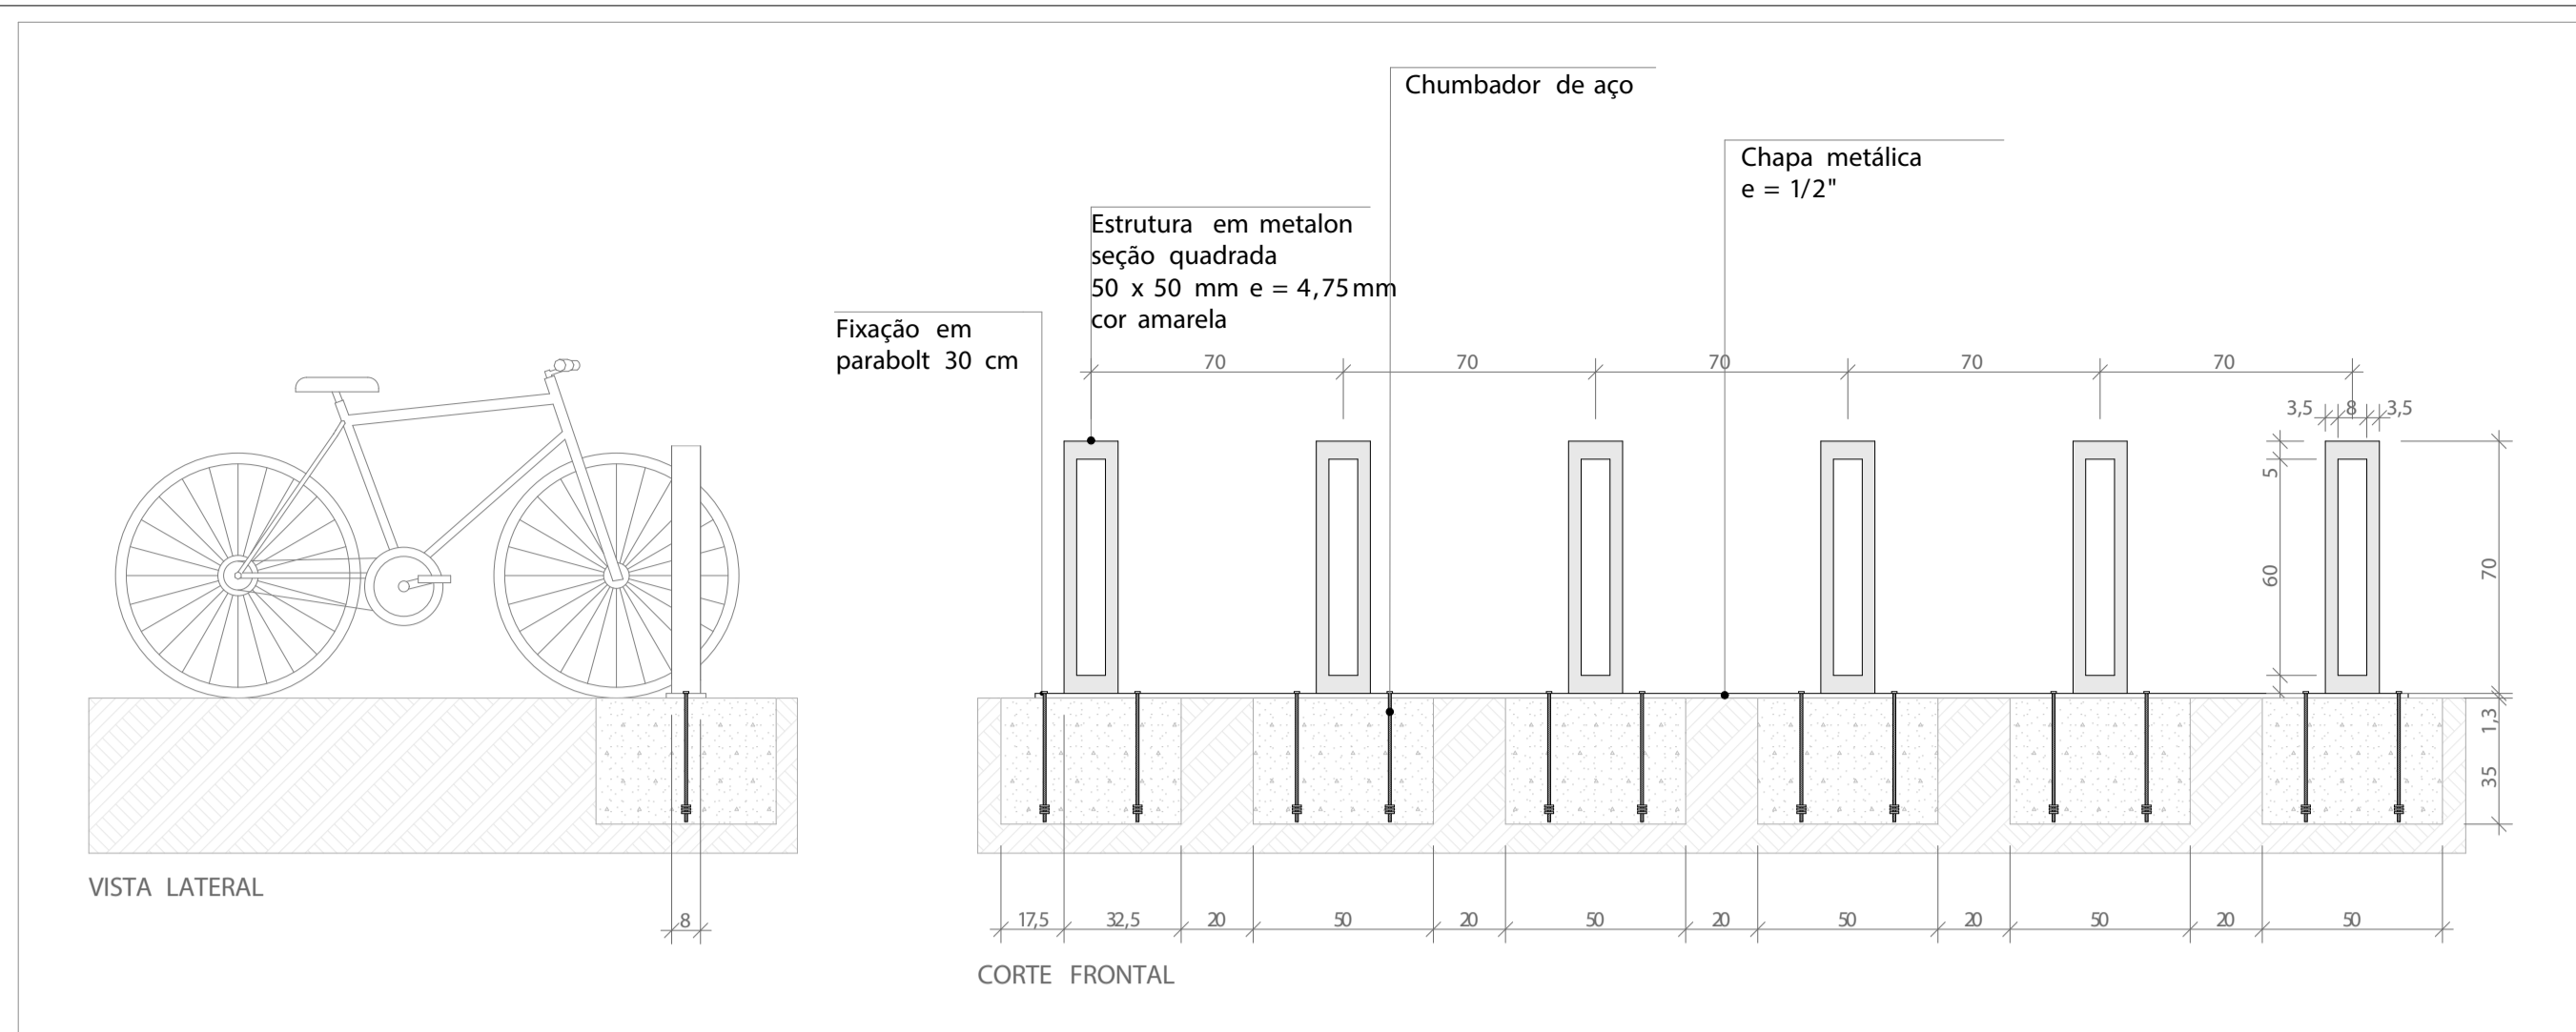 Chumbador de aço
Chapa metálica
e = 1/2"
Estrutura em metalon
seção quadrada
50 x 50 mm e = 4,75mm
cor amarela
Fixação em
parabolt 30 cm
70 70 70 70 70
3,5 8 3,5
5
60
70
1,3
35
VISTA LATERAL
8
17,5 32,5 20 50 20 50 20 50 20 50 20 50
CORTE FRONTAL